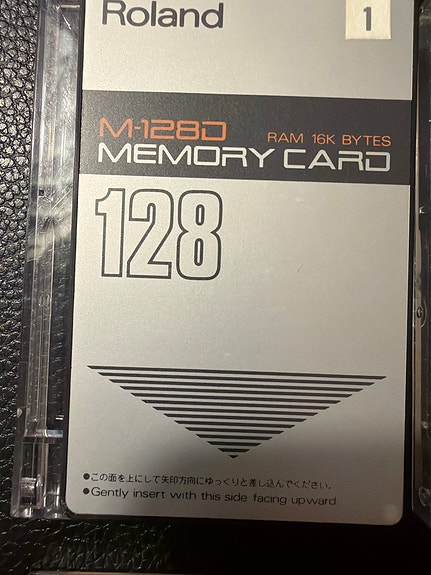 Roland
1
M-128D RAM 16K BYTES
MEMORY CARD
128
●この面を上にして矢印方向にゆっくりと差し込んでください。
●Gently insert with this side facing upward